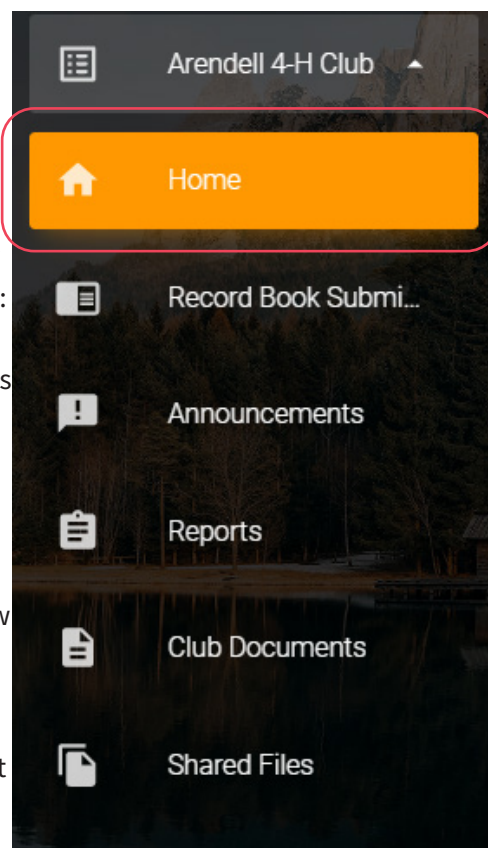 Arendell 4-H Club
Home
:
Record Book Submi...
s
Announcements
Reports
w
Club Documents
t
Shared Files